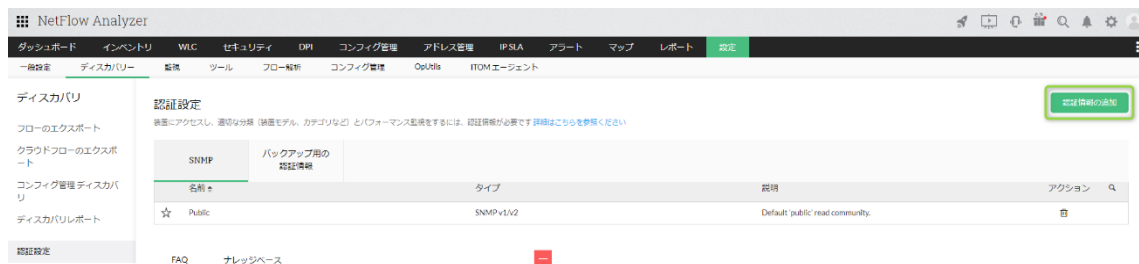 NetFlow Analyzer
ダッシュボード インベントリ WLC セキュリティ DPI コンフィグ管理 アドレス管理 IPSLA アラート マップ レポート 設定
一般設定 ディスカバリー 監視 ツール フロー解析 コンフィグ管理 OpUtils ITOMエージェント
ディスカバリ
認証設定
認証情報の追加
装置にアクセスし、適切な分類（装置モデル、カテゴリなど）とパフォーマンス監視をするには、認証情報が必要です 詳細はこちらを参照ください
フローのエクスポート
クラウドフローのエクスポ
ート
SNMP
バックアップ用の
認証情報
コンフィグ管理 ディスカバ
リ
名前 タイプ 説明 アクション
Public SNMP v1/v2 Default 'public' read community.
ディスカバリレポート
認証設定
FAQ ナレッジベース